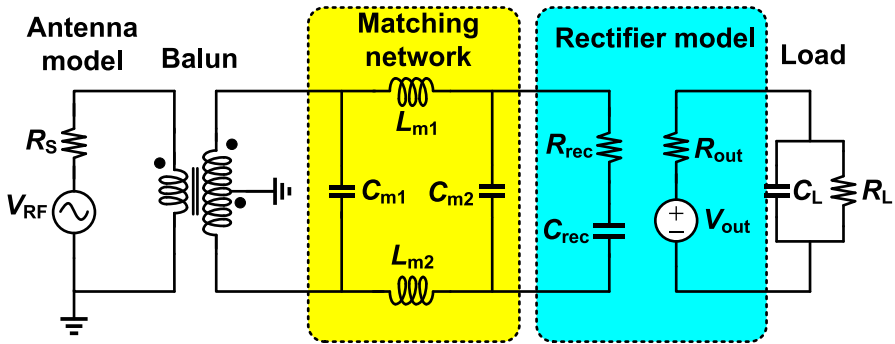 Antenna
model
Balun
Matching
network
Rectifier model
Load
RS
VRF
Lm1
Cm1
Cm2
Lm2
Rrec
Crec
Rout
+
−
Vout
CL
RL